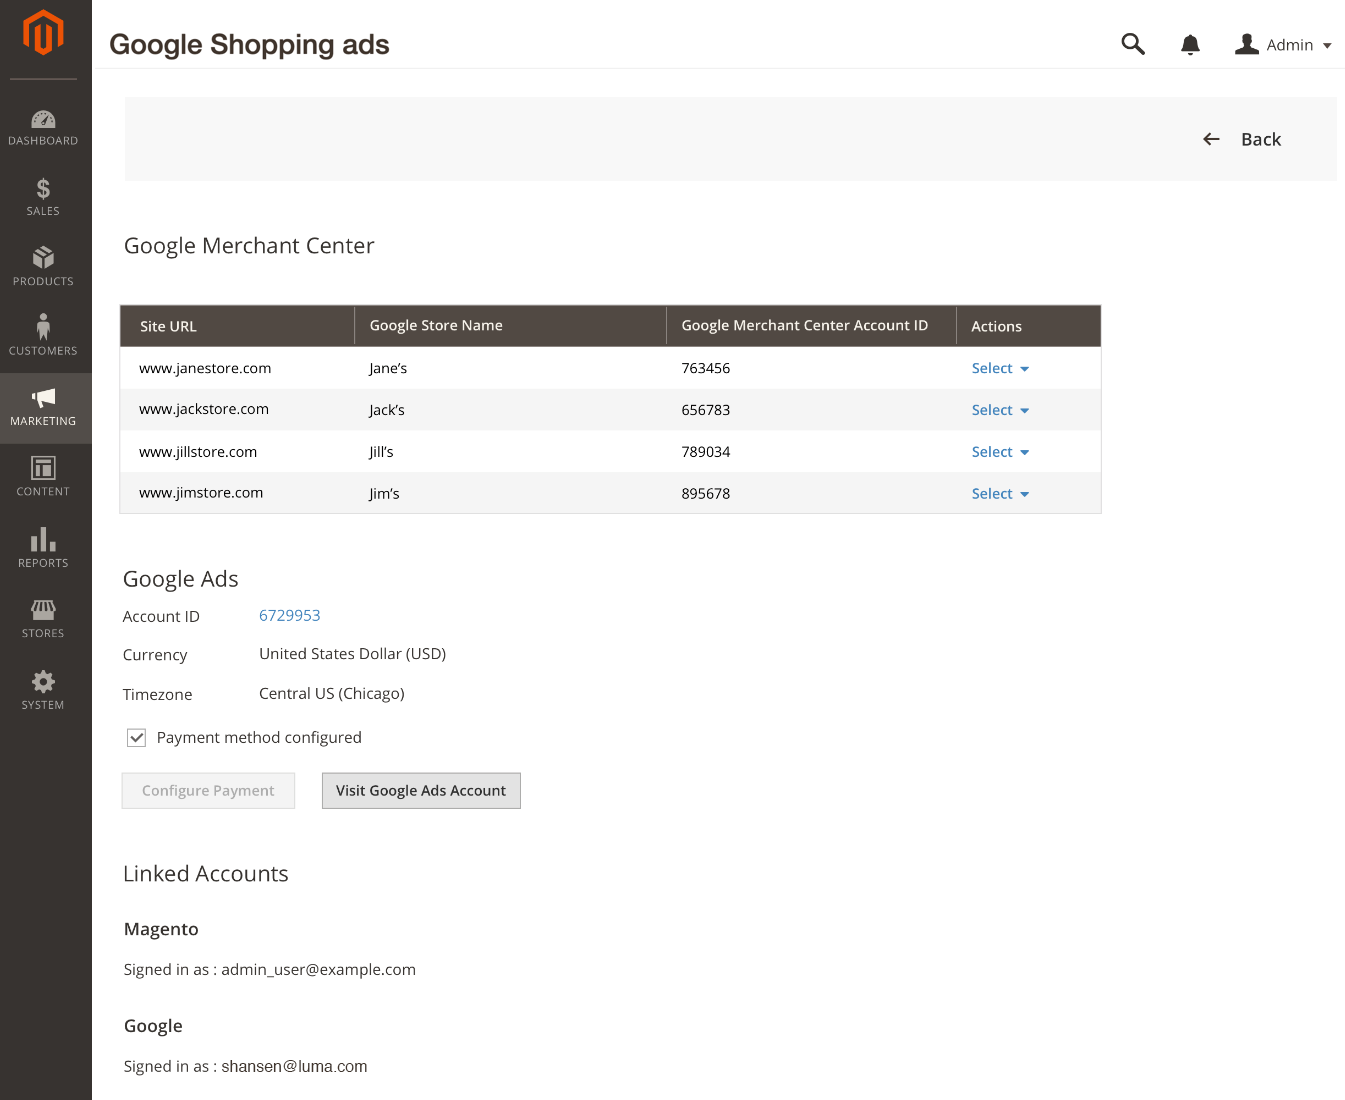 Google Shopping ads
Admin
DASHBOARD
SALES
PRODUCTS
CUSTOMERS
MARKETING
CONTENT
REPORTS
STORES
SYSTEM
Back
Google Merchant Center
Site URL Google Store Name Google Merchant Center Account ID Actions
www.janestore.com Jane’s 763456 Select
www.jackstore.com Jack’s 656783 Select
www.jillstore.com Jill’s 789034 Select
www.jimstore.com Jim’s 895678 Select
Google Ads
Account ID 6729953
Currency United States Dollar (USD)
Timezone Central US (Chicago)
Payment method configured
Configure Payment Visit Google Ads Account
Linked Accounts
Magento
Signed in as : admin_user@example.com
Google
Signed in as : shansen@luma.com